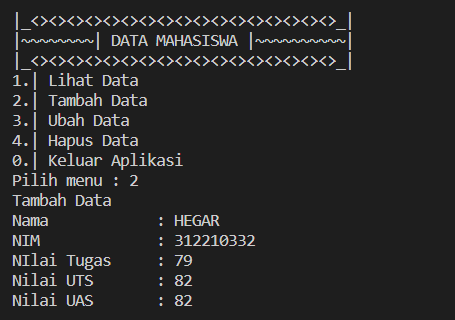 |_<><><><><><><><><><><><><><><><>_|
|~~~~~~~~| DATA MAHASISWA |~~~~~~~~~~|
|_<><><><><><><><><><><><><><><><>_|
1.| Lihat Data
2.| Tambah Data
3.| Ubah Data
4.| Hapus Data
0.| Keluar Aplikasi
Pilih menu : 2
Tambah Data
Nama : HEGAR
NIM : 312210332
NIlai Tugas : 79
Nilai UTS : 82
Nilai UAS : 82